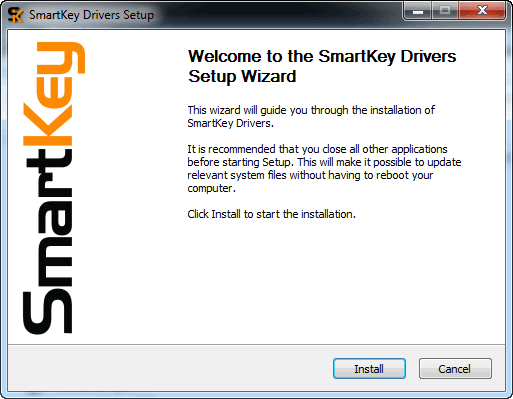 SmartKey Drivers Setup
SmartKey
Welcome to the SmartKey Drivers
Setup Wizard
This wizard will guide you through the installation of
SmartKey Drivers.
It is recommended that you close all other applications
before starting Setup. This will make it possible to update
relevant system files without having to reboot your
computer.
Click Install to start the installation.
Install
Cancel